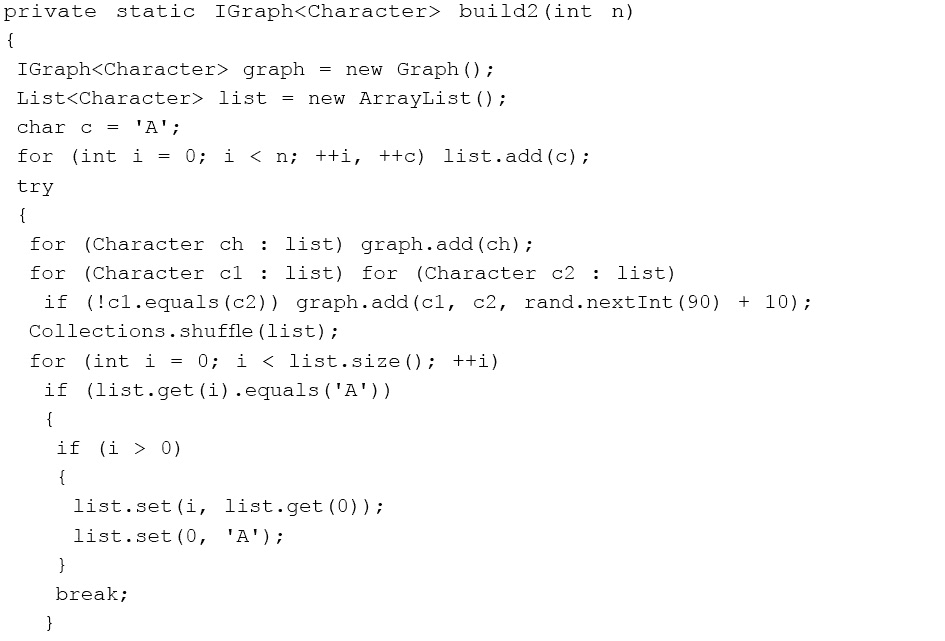 private static IGraph<Character> build2(int n)
{
IGraph<Character> graph = new Graph();
List<Character> list = new ArrayList();
char c = 'A';
for (int i = 0; i < n; ++i, ++c) list.add(c);
try
{
for (Character ch : list) graph.add(ch);
for (Character c1 : list) for (Character c2 : list)
if (!c1.equals(c2)) graph.add(c1, c2, rand.nextInt(90) + 10);
Collections.shuffle(list);
for (int i = 0; i < list.size(); ++i)
if (list.get(i).equals('A'))
{
if (i > 0)
{
list.set(i, list.get(0));
list.set(0, 'A');
}
break;
}